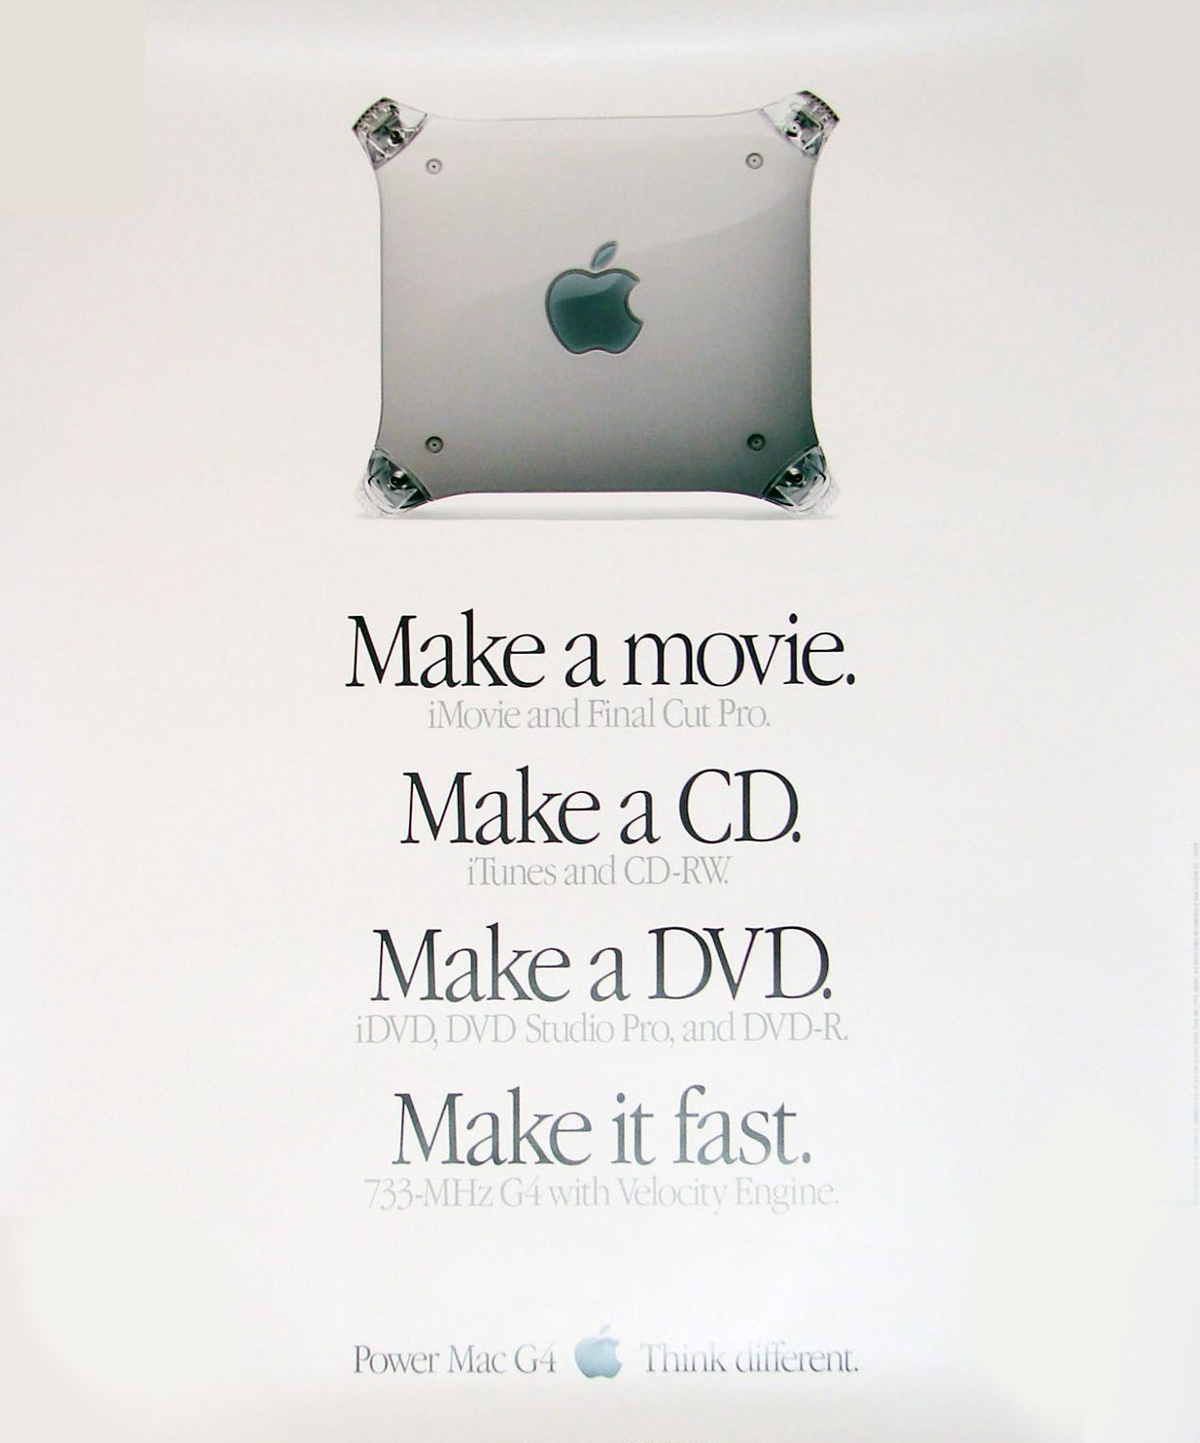 Make a movie.
iMovie and Final Cut Pro.
Make a CD.
iTunes and CD-RW.
Make a DVD.
iDVD, DVD Studio Pro, and DVD-R.
Make it fast.
733-MHz G4 with Velocity Engine.
Power Mac G4 Think different.